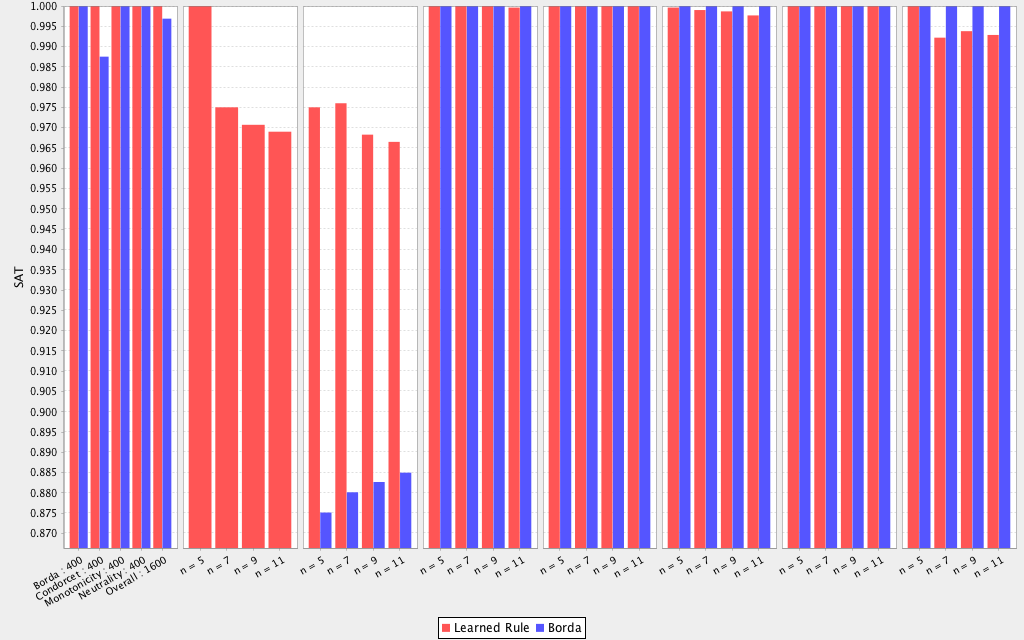 1.000
0.995
0.990
0.985
0.980
0.975
0.970
0.965
0.960
0.955
0.950
0.945
0.940
0.935
0.930
0.925
0.920
0.915
0.910
0.905
0.900
0.895
0.890
0.885
0.880
0.875
0.870
SAT
Borda : 400
Condorcet : 400
Monotonicity : 400
Neutrality : 400
Overall : 1600
n = 5
n = 7
n = 9
n = 11
n = 5
n = 7
n = 9
n = 11
n = 5
n = 7
n = 9
n = 11
n = 5
n = 7
n = 9
n = 11
n = 5
n = 7
n = 9
n = 11
n = 5
n = 7
n = 9
n = 11
n = 5
n = 7
n = 9
n = 11
Learned Rule Borda